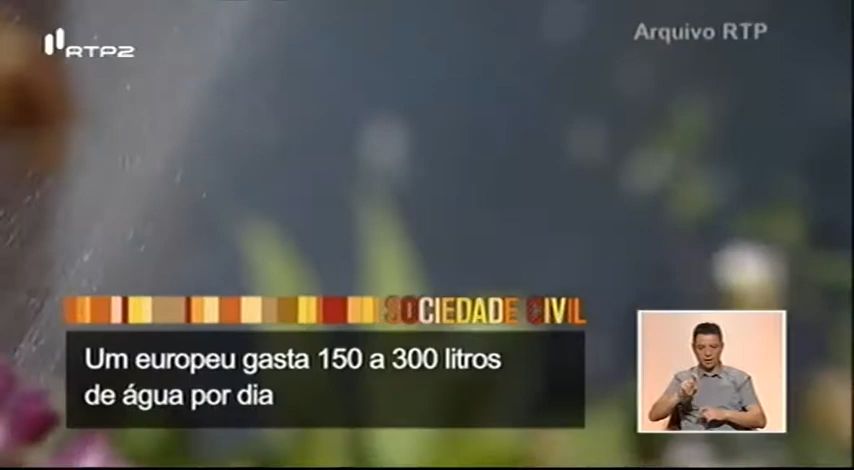 RTP2
Arquivo RTP
SOCIEDADE CIVIL
Um europeu gasta 150 a 300 litros
de água por dia